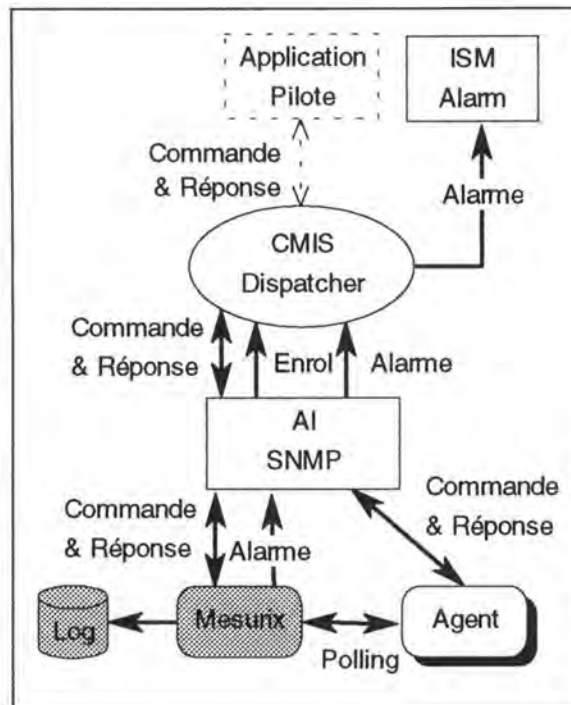 Application
Pilote
ISM
Alarm
Commande
& Réponse
Alarme
CMIS
Dispatcher
Commande
& Réponse
Enrol
Alarme
AI
SNMP
Commande
& Réponse
Commande
& Réponse
Alarme
Log
Mesurix
Agent
Polling